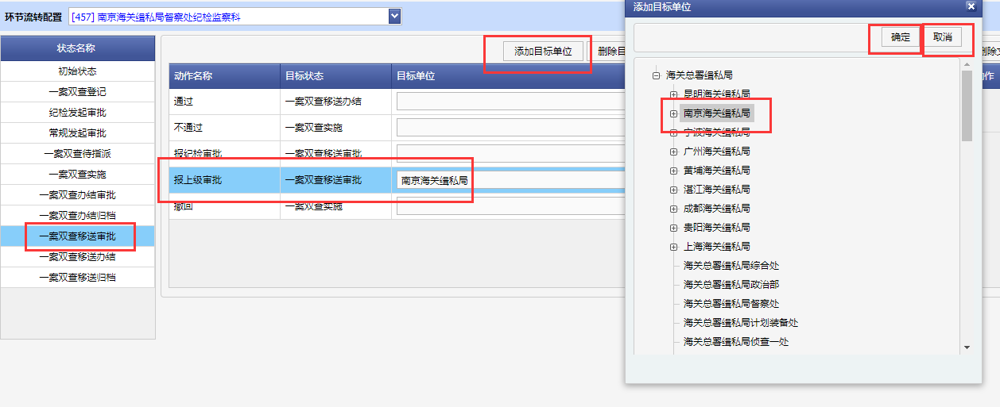 环节流转配置 [457] 南京海关缉私局督察处纪检监察科
状态名称
初始状态
一案双查登记
纪检发起审批
常规发起审批
一案双查待指派
一案双查实施
一案双查办结审批
一案双查办结归档
一案双查移送审批
一案双查移送办结
一案双查移送归档
添加目标单位 删除目
动作名称 目标状态 目标单位
通过 一案双查移送办结
不通过 一案双查实施
报纪检审批 一案双查移送审批
报上级审批 一案双查移送审批 南京海关缉私局
撤回 一案双查实施
添加目标单位
确定 取消
海关总署缉私局
昆明海关缉私局
南京海关缉私局
宁波海关缉私局
广州海关缉私局
黄埔海关缉私局
湛江海关缉私局
成都海关缉私局
贵阳海关缉私局
上海海关缉私局
海关总署缉私局综合处
海关总署缉私局政治部
海关总署缉私局督察处
海关总署缉私局计划装备处
海关总署缉私局侦查一处